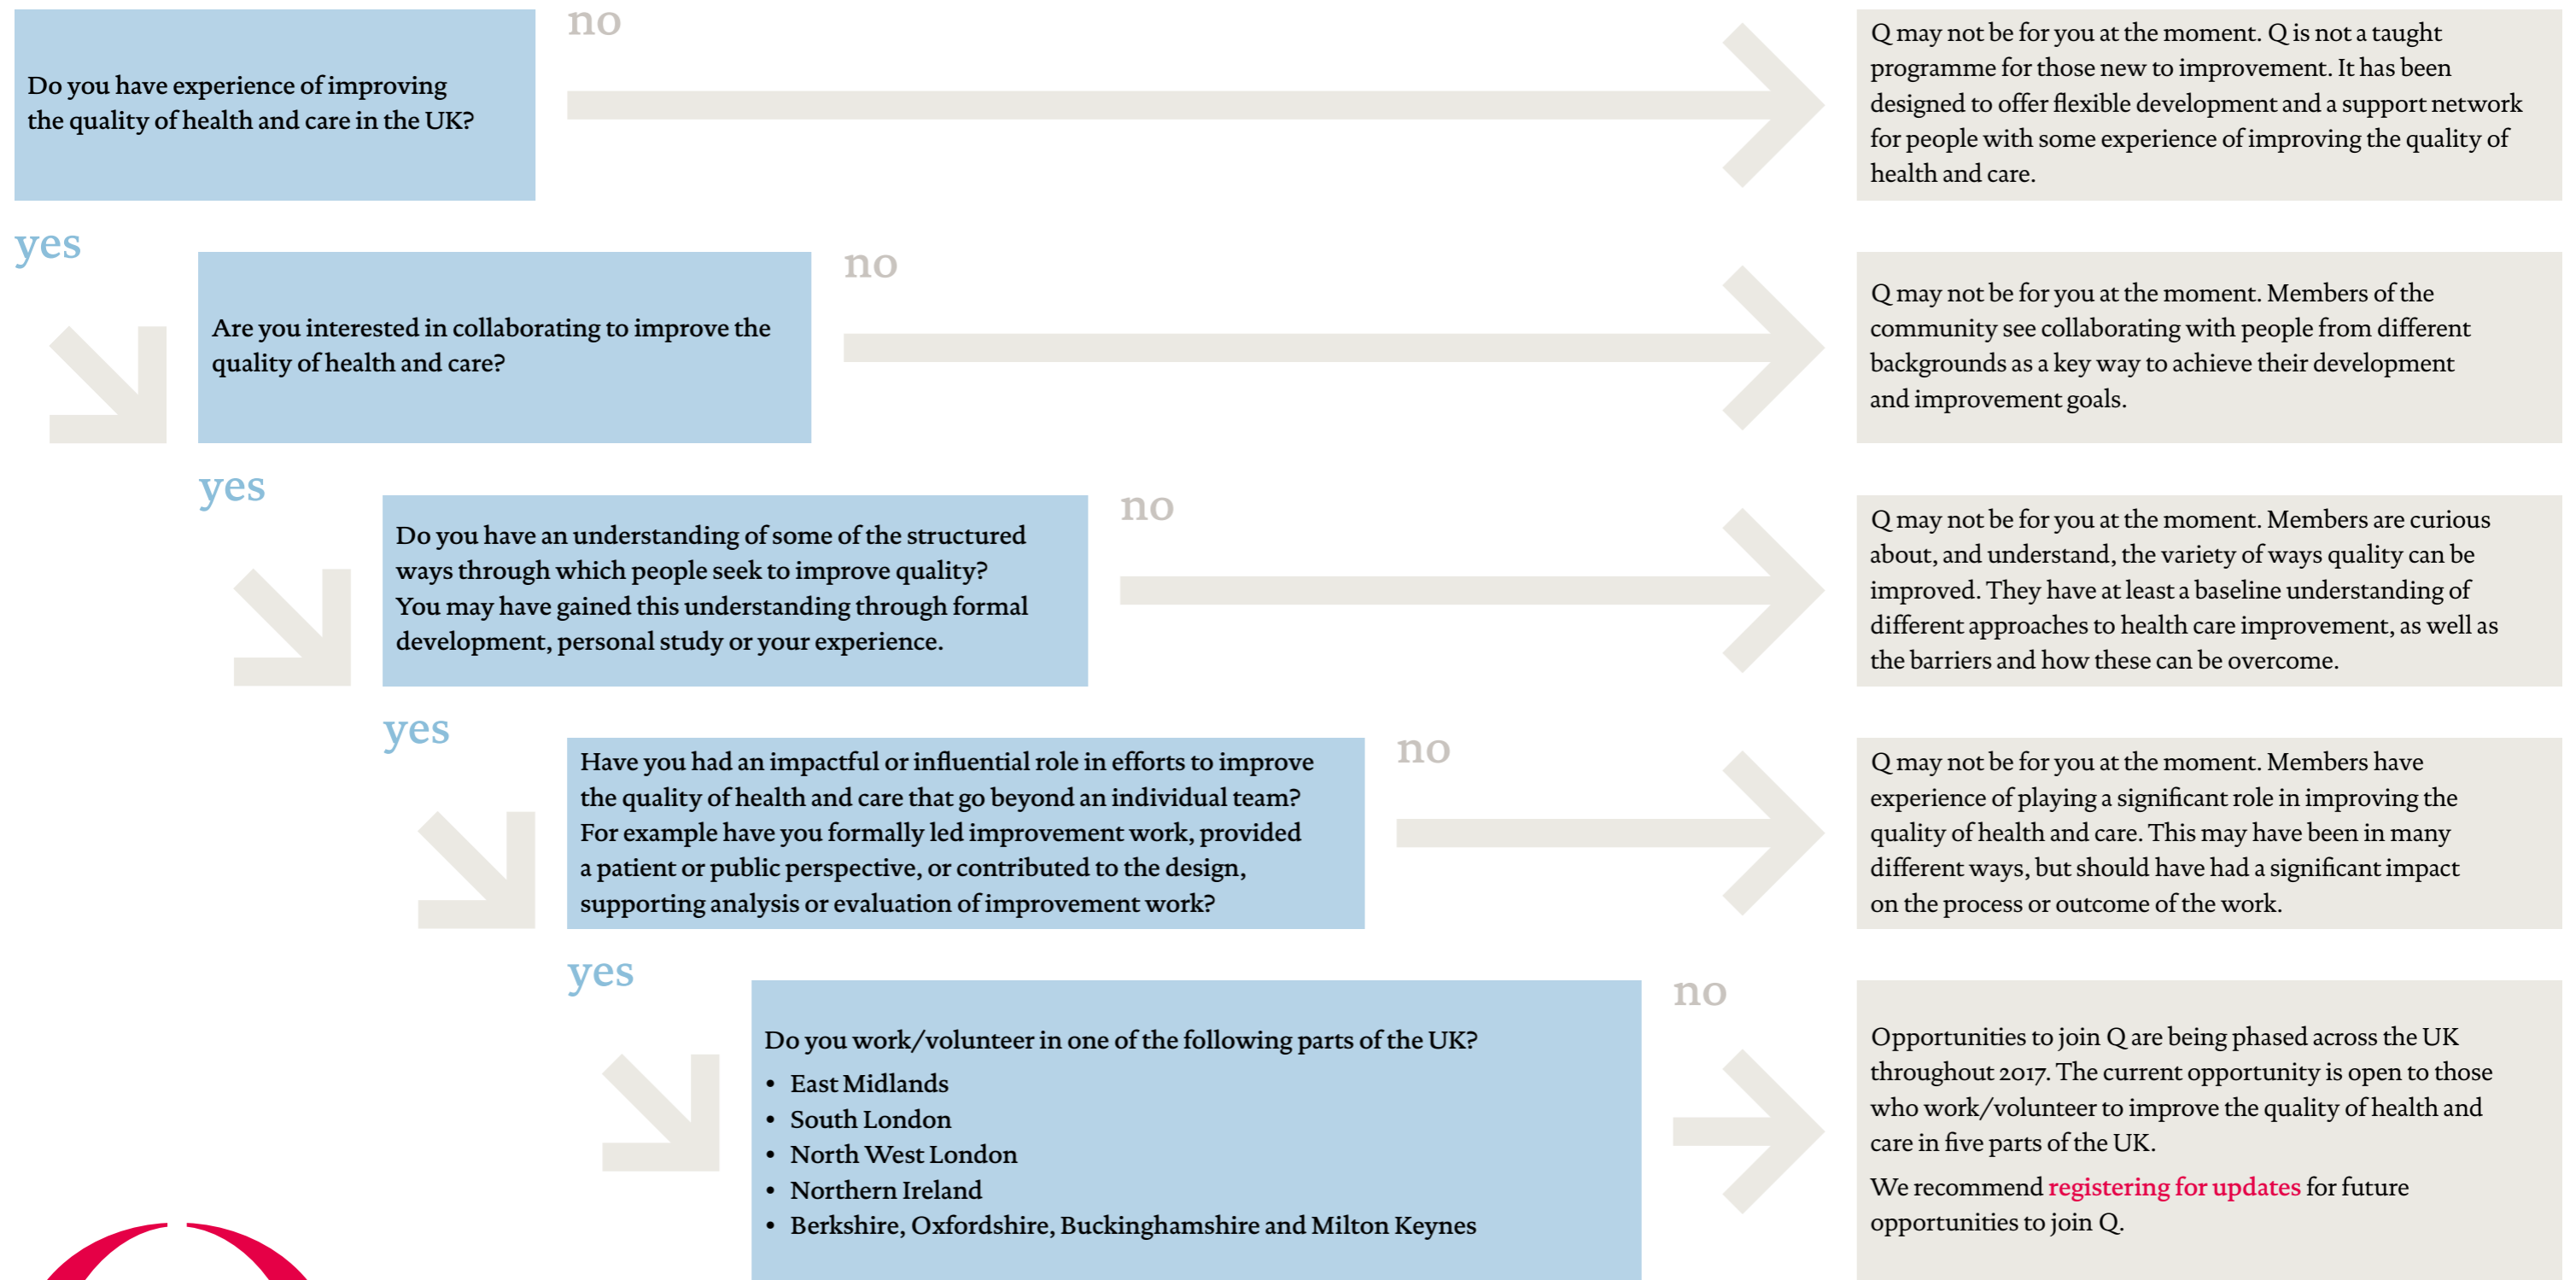 no
Do you have experience of improving
the quality of health and care in the UK?
Q may not be for you at the moment. Q is not a taught
programme for those new to improvement. It has been
designed to offer flexible development and a support network
for people with some experience of improving the quality of
health and care.
yes
no
Are you interested in collaborating to improve the
quality of health and care?
Q may not be for you at the moment. Members of the
community see collaborating with people from different
backgrounds as a key way to achieve their development
and improvement goals.
yes
no
Do you have an understanding of some of the structured
ways through which people seek to improve quality?
You may have gained this understanding through formal
development, personal study or your experience.
Q may not be for you at the moment. Members are curious
about, and understand, the variety of ways quality can be
improved. They have at least a baseline understanding of
different approaches to health care improvement, as well as
the barriers and how these can be overcome.
yes
no
Have you had an impactful or influential role in efforts to improve
the quality of health and care that go beyond an individual team?
For example have you formally led improvement work, provided
a patient or public perspective, or contributed to the design,
supporting analysis or evaluation of improvement work?
Q may not be for you at the moment. Members have
experience of playing a significant role in improving the
quality of health and care. This may have been in many
different ways, but should have had a significant impact
on the process or outcome of the work.
yes
no
Do you work/volunteer in one of the following parts of the UK?
• East Midlands
• South London
• North West London
• Northern Ireland
• Berkshire, Oxfordshire, Buckinghamshire and Milton Keynes
Opportunities to join Q are being phased across the UK
throughout 2017. The current opportunity is open to those
who work/volunteer to improve the quality of health and
care in five parts of the UK.
We recommend registering for updates for future
opportunities to join Q.